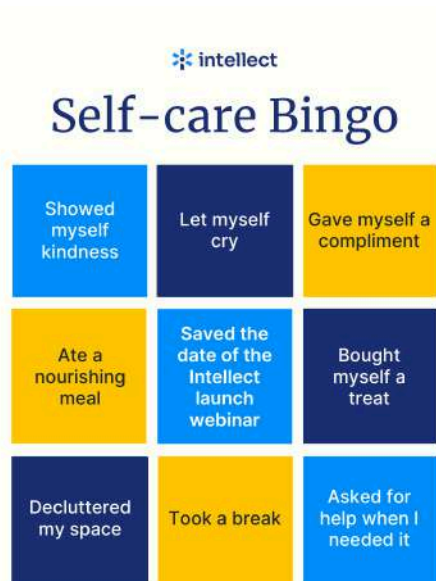 intellect
Self-care Bingo
Showed
myself
kindness
Let myself
cry
Gave myself a
compliment
Ate a
nourishing
meal
Saved the
date of the
Intellect
launch
webinar
Bought
myself a
treat
Decluttered
my space
Took a break
Asked for
help when I
needed it